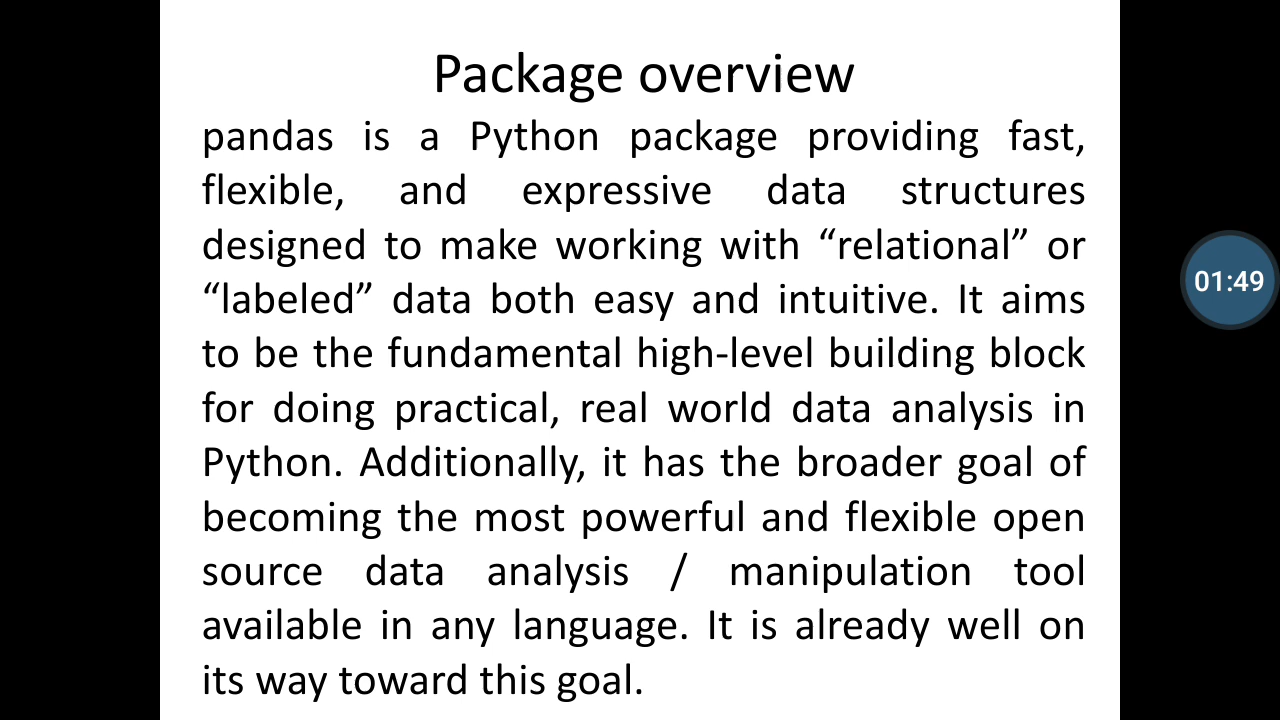 Package overview
pandas is a Python package providing fast,
flexible, and expressive data structures
designed to make working with “relational” or
“labeled” data both easy and intuitive. It aims
to be the fundamental high-level building block
for doing practical, real world data analysis in
Python. Additionally, it has the broader goal of
becoming the most powerful and flexible open
source data analysis / manipulation tool
available in any language. It is already well on
its way toward this goal.
01:49